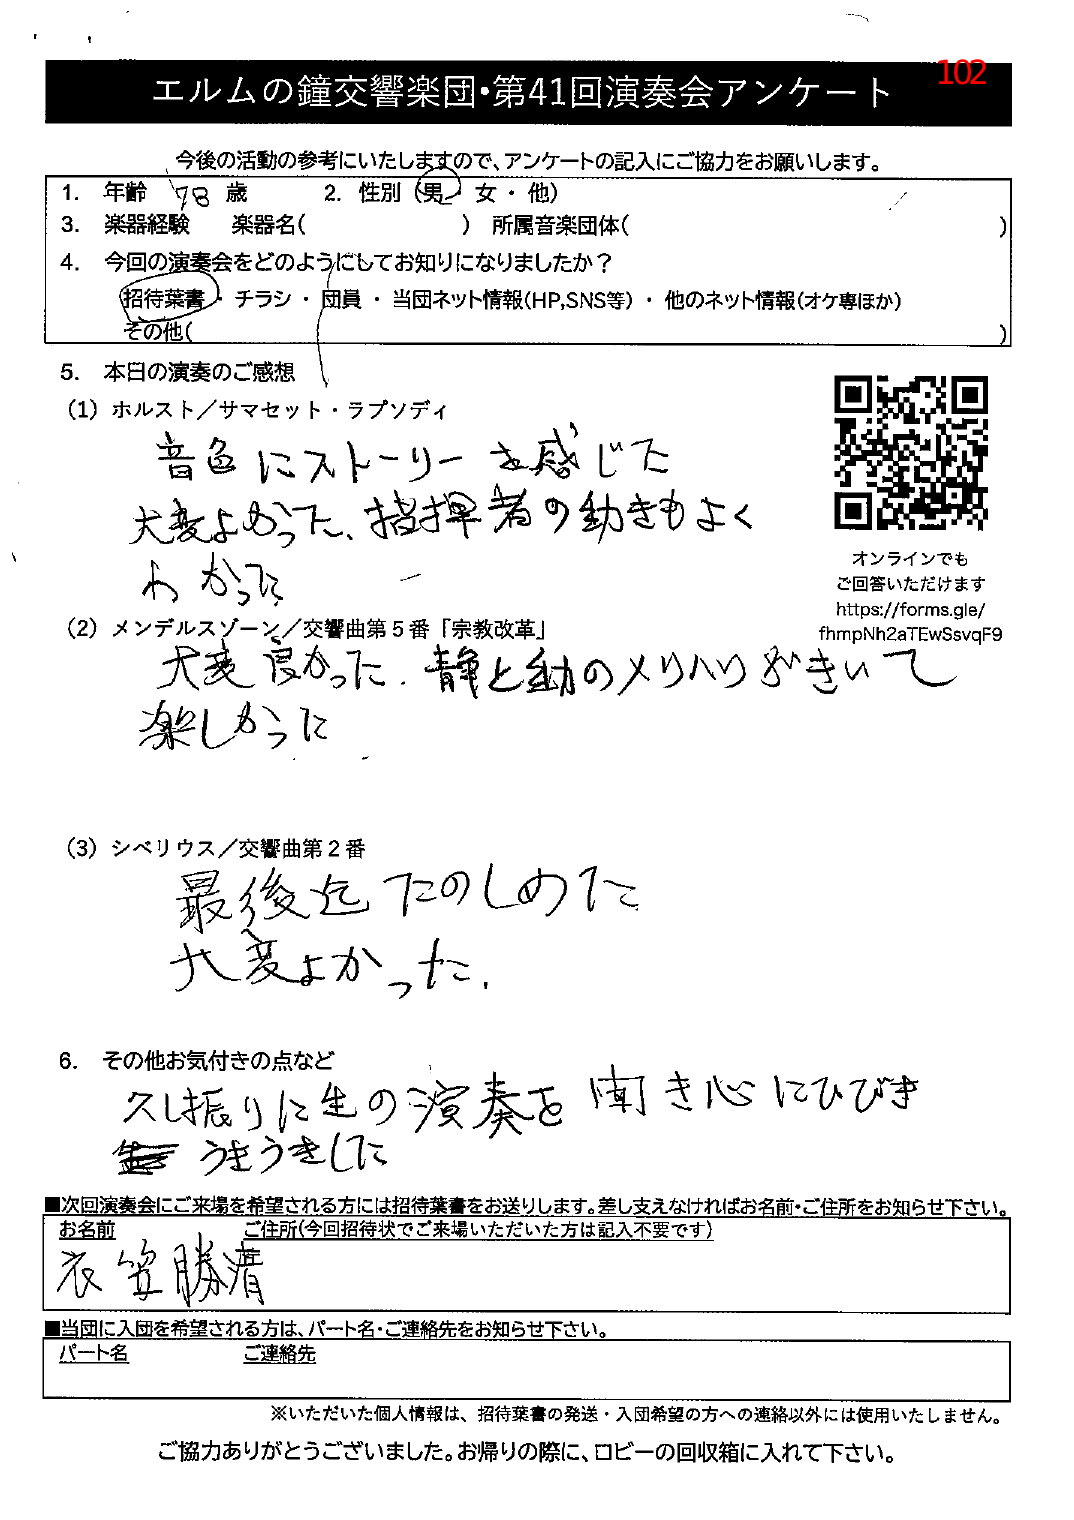 102
エルムの鐘交響楽団・第41回演奏会アンケート
今後の活動の参考にいたしますので、アンケートの記入にご協力をお願いします。
1. 年齢 78 歳 2. 性別 (男・女・他)
3. 楽器経験 楽器名( ) 所属音楽団体( )
4. 今回の演奏会をどのようにしてお知りになりましたか？
招待葉書・チラシ・団員・当団ネット情報(HP,SNS等)・他のネット情報(オケ専ほか)
その他( )
5. 本日の演奏のご感想
(1) ホルスト／サマセット・ラプソディ
音色にストーリーを感じた
大変よかった、指揮者の動きもよく
わかった
オンラインでも
ご回答いただけます
https://forms.gle/
fhmpNh2aTEwSsvqF9
(2) メンデルスゾーン／交響曲第５番「宗教改革」
大変良かった. 静と動のメリハリがきいて
楽しかった
(3) シベリウス／交響曲第２番
最後迄たのしめた
大変よかった.
6. その他お気付きの点など
久し振りに生の演奏を聞き心にひびき
うきうきした
■次回演奏会にご来場を希望される方には招待葉書をお送りします。差し支えなければお名前・ご住所をお知らせ下さい。
お名前 ご住所(今回招待状でご来場いただいた方は記入不要です)
衣笠勝清
■当団に入団を希望される方は、パート名・ご連絡先をお知らせ下さい。
パート名 ご連絡先
※いただいた個人情報は、招待葉書の発送・入団希望の方への連絡以外には使用いたしません。
ご協力ありがとうございました。お帰りの際に、ロビーの回収箱に入れて下さい。